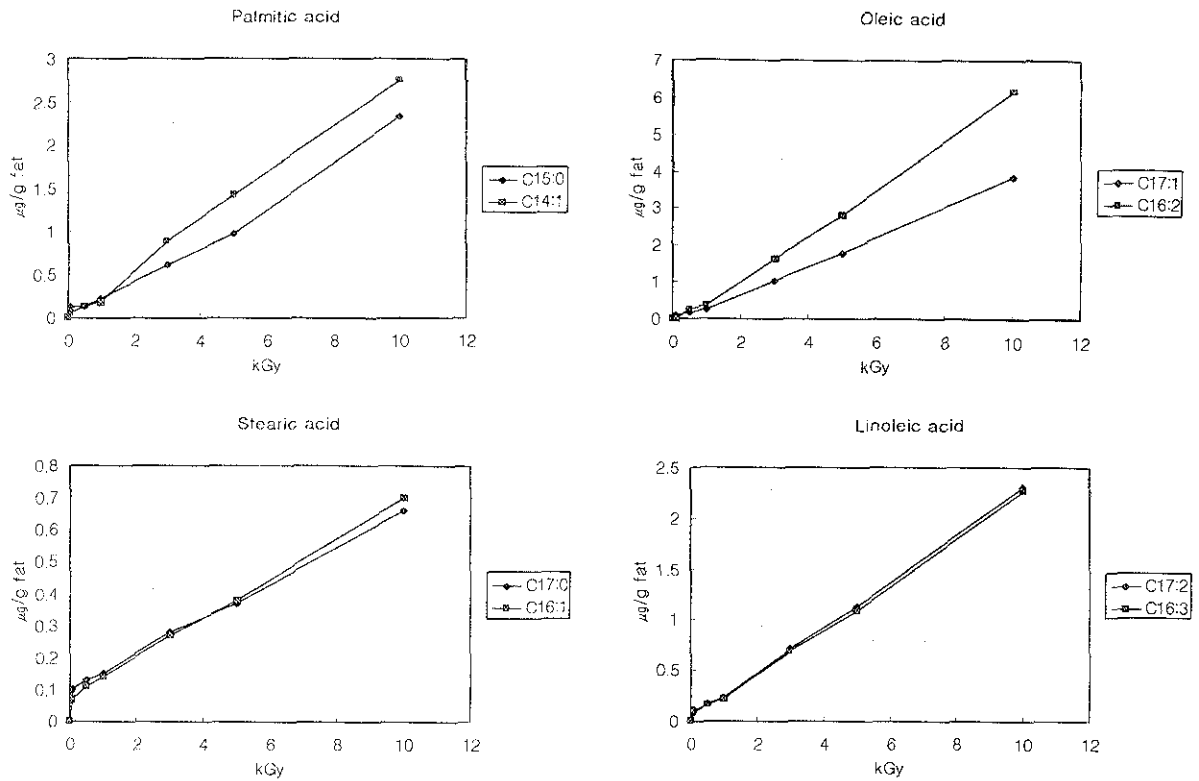 Palmitic acid
3
2.5
2
1.5
1
0.5
0
0 2 4 6 8 10 12
µg/g fat
kGy
C15:0
C14:1
Oleic acid
7
6
5
4
3
2
1
0
0 2 4 6 8 10 12
µg/g fat
kGy
C17:1
C16:2
Stearic acid
0,8
0.7
0.6
0.5
0.4
0.3
0.2
0.1
0
0 2 4 6 8 10 12
µg/g fat
kGy
C17:0
C16:1
Linoleic acid
2.5
2
1.5
1
0.5
0
0 2 4 6 8 10 12
µg/g fat
kGy
C17:2
C16:3